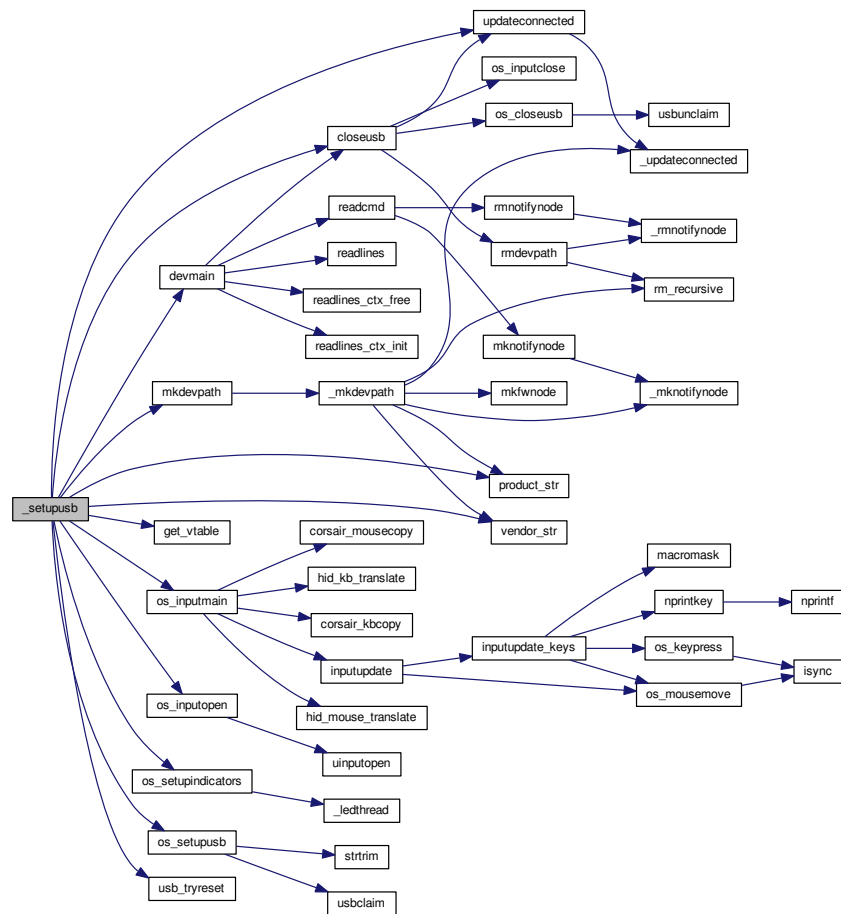 updateconnected
os_inputclose
os_closeusb
usbunclaim
closeusb
_updateconnected
readcmd
rmnotifynode
_rmnotifynode
readlines
rmdevpath
devmain
rm_recursive
readlines_ctx_free
readlines_ctx_init
mknotifynode
mkdevpath
_mkdevpath
mkfwnode
_mknotifynode
product_str
_setupusb
get_vtable
corsair_mousecopy
vendor_str
macromask
hid_kb_translate
os_inputmain
nprintkey
nprintf
corsair_kbcopy
inputupdate_keys
os_keypress
inputupdate
isync
os_mousemove
os_inputopen
hid_mouse_translate
uinputopen
os_setupindicators
_ledthread
os_setupusb
strtrim
usb_tryreset
usbclaim